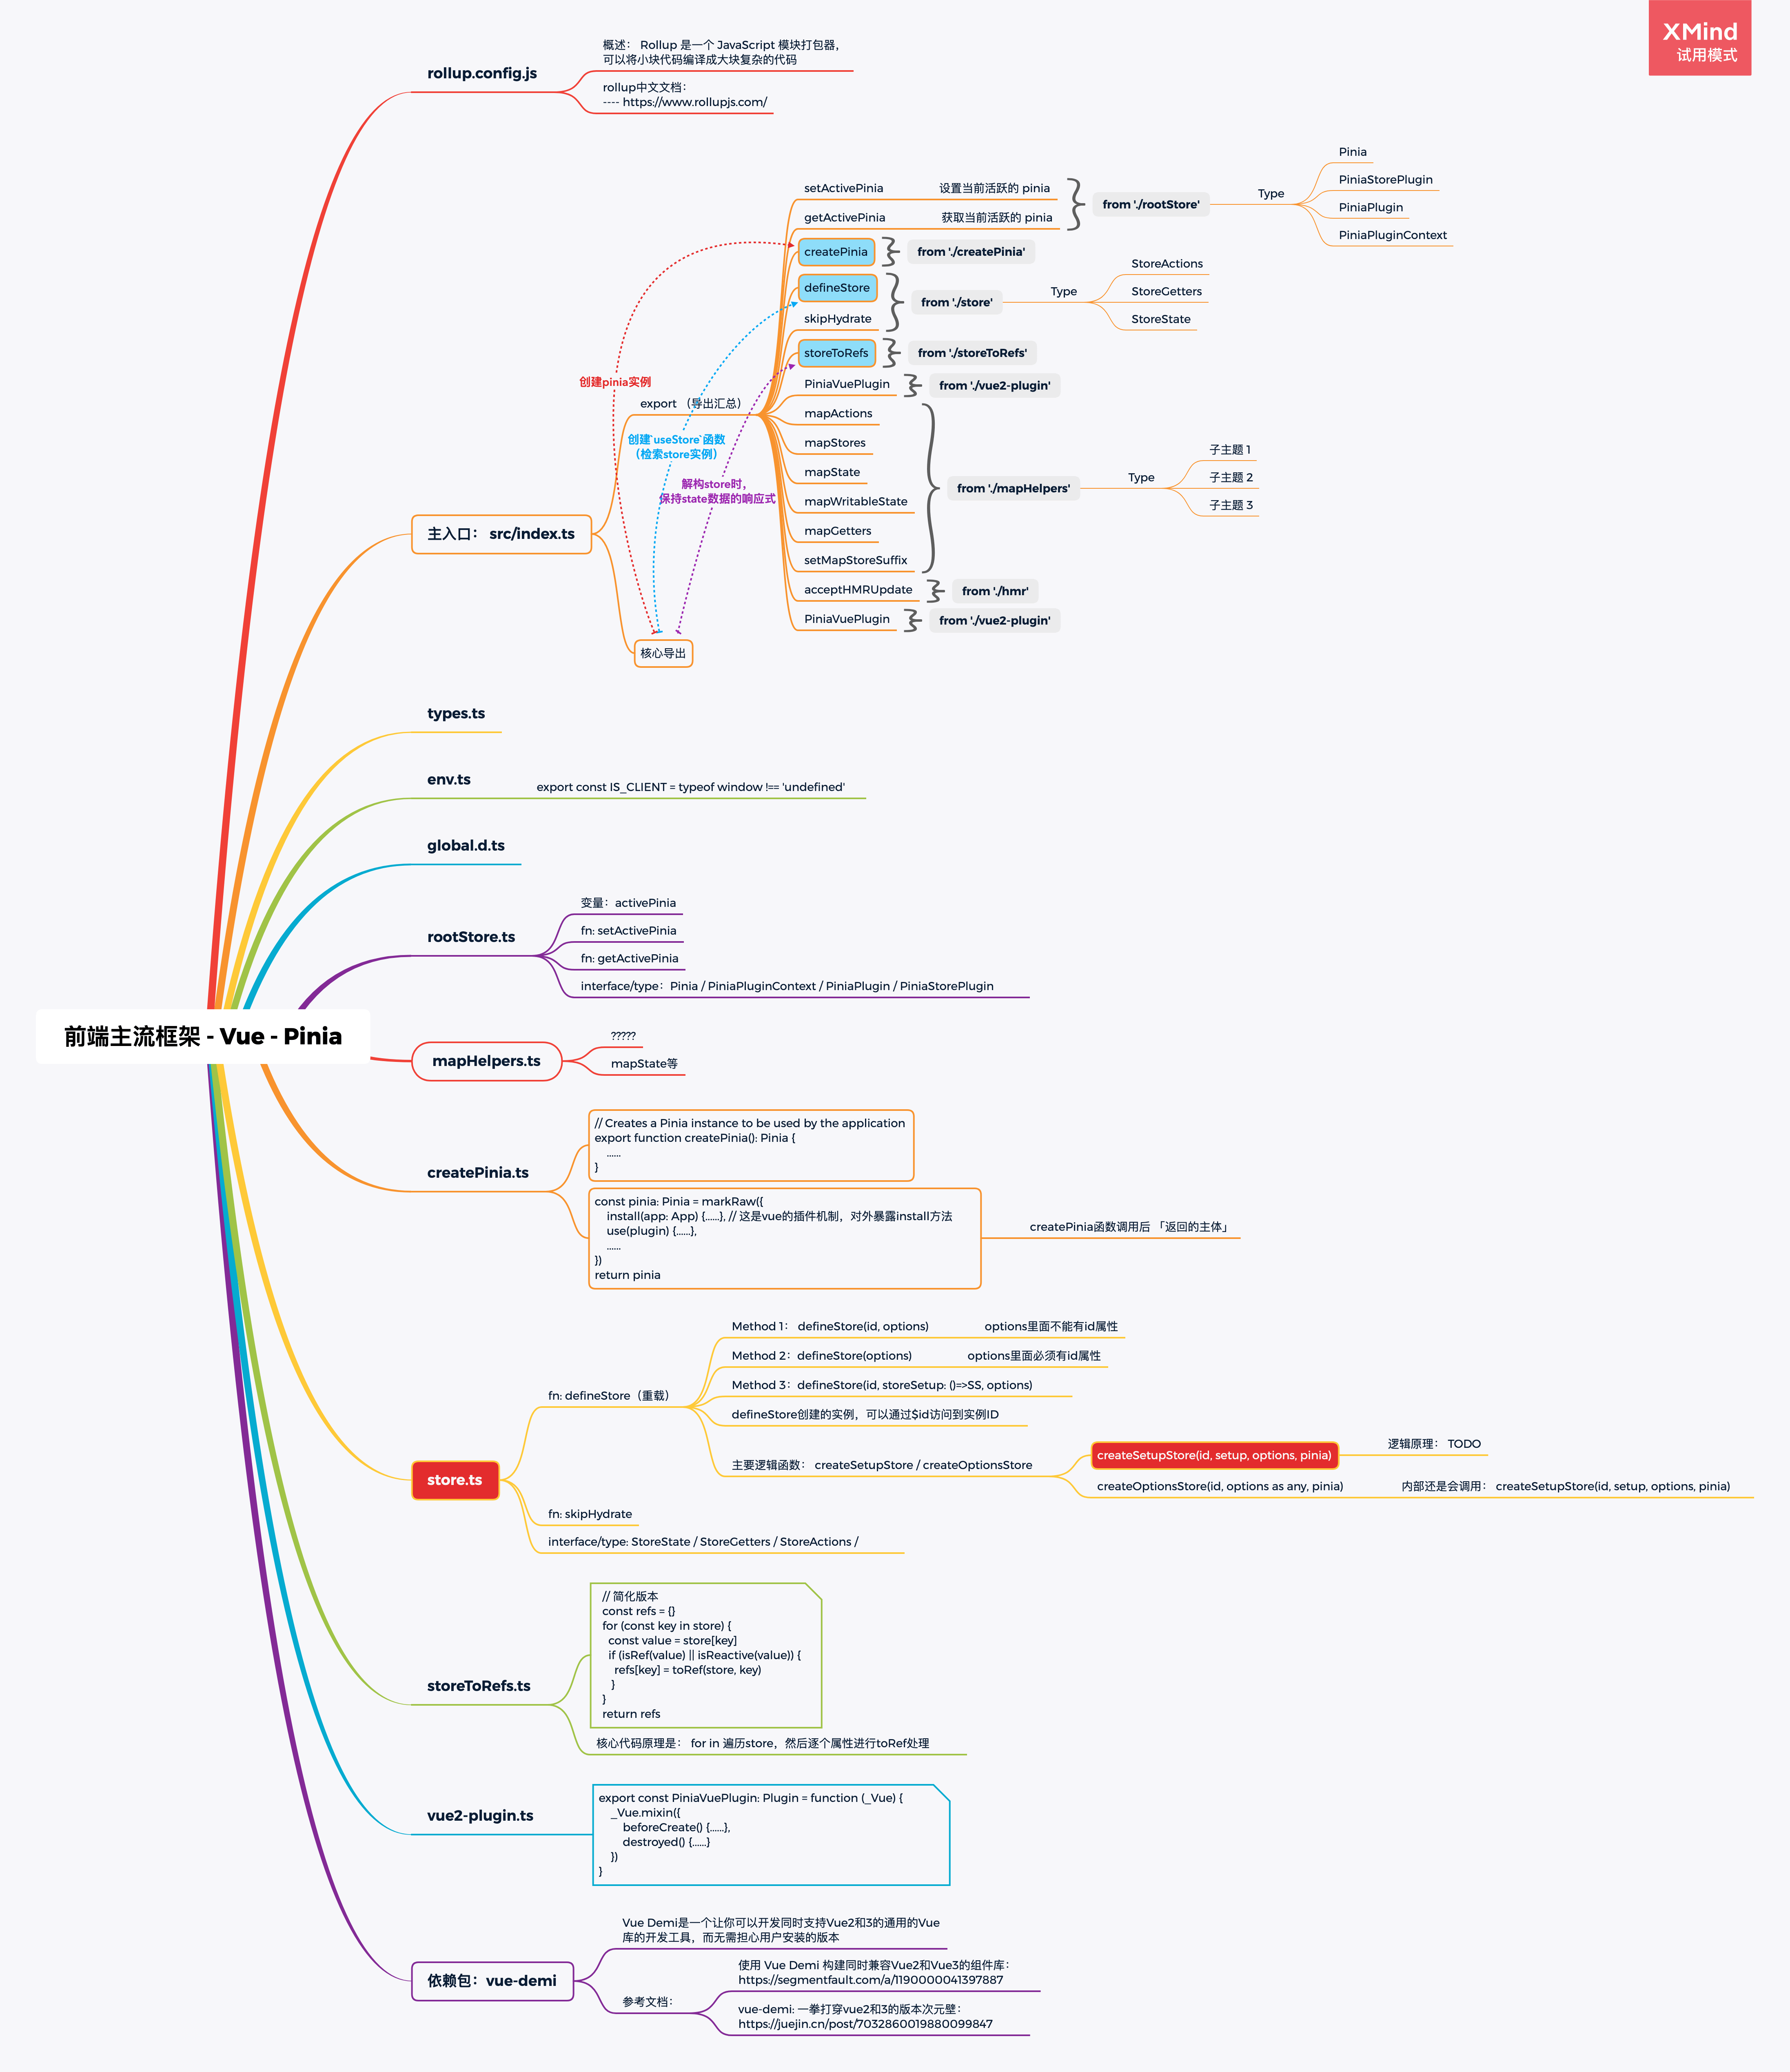 XMind
试用模式
概述： Rollup 是一个 JavaScript 模块打包器，
可以将小块代码编译成大块复杂的代码
rollup.config.js
rollup中文文档：
---- https://www.rollupjs.com/
Pinia
PiniaStorePlugin
PiniaPlugin
PiniaPluginContext
Type
from './rootStore'
setActivePinia 设置当前活跃的 pinia
getActivePinia 获取当前活跃的 pinia
createPinia
from './createPinia'
defineStore
skipHydrate
from './store'
Type
StoreActions
StoreGetters
StoreState
storeToRefs
from './storeToRefs'
PiniaVuePlugin
from './vue2-plugin'
创建pinia实例
export （导出汇总）
创建`useStore`函数
（检索store实例）
解构store时，
保持state数据的响应式
mapActions
mapStores
mapState
mapWritableState
mapGetters
setMapStoreSuffix
from './mapHelpers'
Type
子主题 1
子主题 2
子主题 3
主入口： src/index.ts
acceptHMRUpdate
from './hmr'
PiniaVuePlugin
from './vue2-plugin'
核心导出
types.ts
env.ts
export const IS_CLIENT = typeof window !== 'undefined'
global.d.ts
rootStore.ts
变量：activePinia
fn: setActivePinia
fn: getActivePinia
interface/type：Pinia / PiniaPluginContext / PiniaPlugin / PiniaStorePlugin
前端主流框架 - Vue - Pinia
mapHelpers.ts
?????
mapState等
createPinia.ts
// Creates a Pinia instance to be used by the application
export function createPinia(): Pinia {
......
}
const pinia: Pinia = markRaw({
install(app: App) {......}, // 这是vue的插件机制，对外暴露install方法
use(plugin) {......},
......
})
return pinia
createPinia函数调用后 「返回的主体」
store.ts
fn: defineStore（重载）
Method 1： defineStore(id, options) options里面不能有id属性
Method 2：defineStore(options) options里面必须有id属性
Method 3：defineStore(id, storeSetup: ()=>SS, options)
defineStore创建的实例，可以通过$id访问到实例ID
主要逻辑函数： createSetupStore / createOptionsStore
createSetupStore(id, setup, options, pinia) 逻辑原理： TODO
createOptionsStore(id, options as any, pinia) 内部还是会调用： createSetupStore(id, setup, options, pinia)
fn: skipHydrate
interface/type: StoreState / StoreGetters / StoreActions /
storeToRefs.ts
// 简化版本
const refs = {}
for (const key in store) {
const value = store[key]
if (isRef(value) || isReactive(value)) {
refs[key] = toRef(store, key)
}
}
return refs
核心代码原理是： for in 遍历store，然后逐个属性进行toRef处理
vue2-plugin.ts
export const PiniaVuePlugin: Plugin = function (_Vue) {
_Vue.mixin({
beforeCreate() {......},
destroyed() {......}
})
}
依赖包：vue-demi
Vue Demi是一个让你可以开发同时支持Vue2和3的通用的Vue
库的开发工具，而无需担心用户安装的版本
参考文档：
使用 Vue Demi 构建同时兼容Vue2和Vue3的组件库：
https://segmentfault.com/a/1190000041397887
vue-demi: 一拳打穿vue2和3的版本次元壁：
https://juejin.cn/post/7032860019880099847